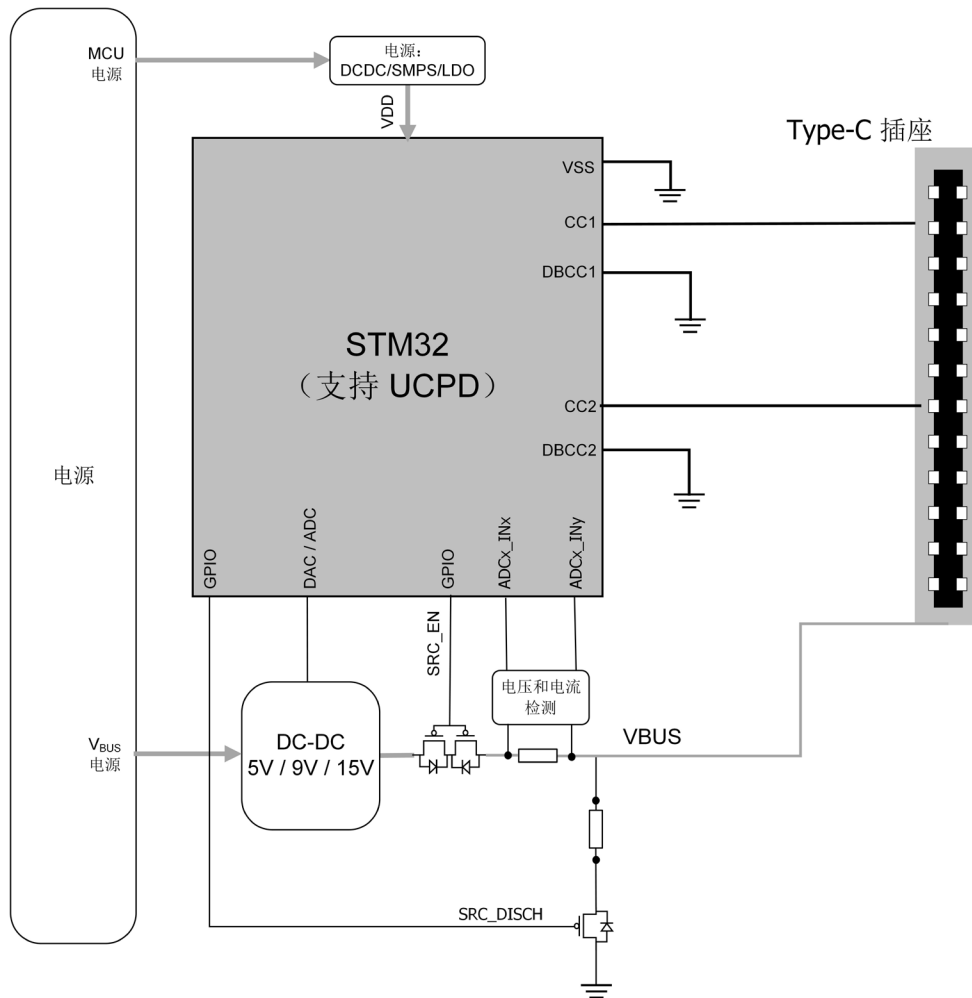 MCU
电源
电源：
DCDC/SMPS/LDO
VDD
Type-C 插座
VSS
CC1
DBCC1
STM32
（支持 UCPD）
CC2
DBCC2
电源
GPIO
DAC / ADC
GPIO
ADCx_INx
ADCx_INy
SRC_EN
电压和电流
检测
VBUS
电源
DC-DC
5V / 9V / 15V
VBUS
SRC_DISCH